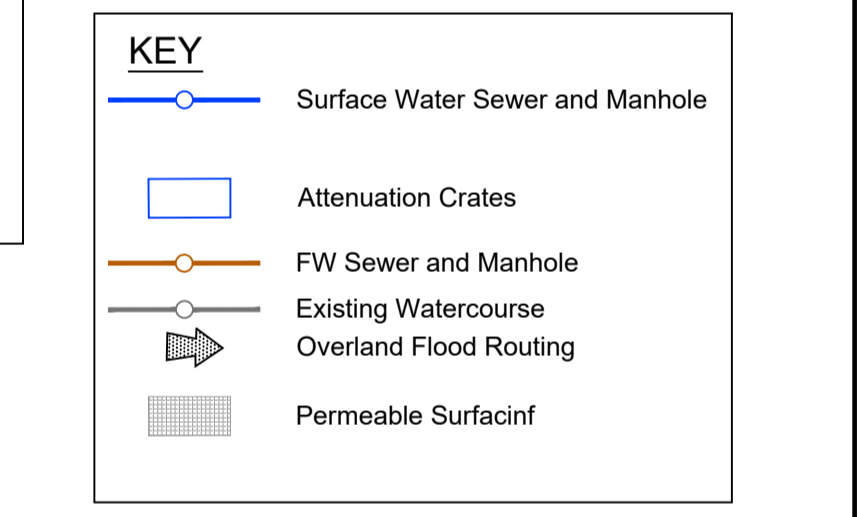 KEY
Surface Water Sewer and Manhole
Attenuation Crates
FW Sewer and Manhole
Existing Watercourse
Overland Flood Routing
Permeable Surfacinf